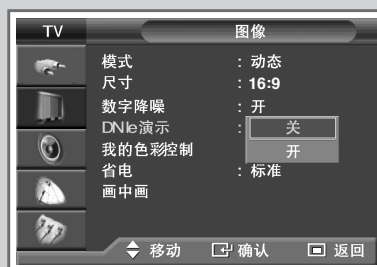 TV 图像
模式 : 动态
尺寸 : 16:9
数字降噪 : 开
DNIe演示 : 关
开
我的色彩控制
省电 : 标准
画中画
移动 确认 返回